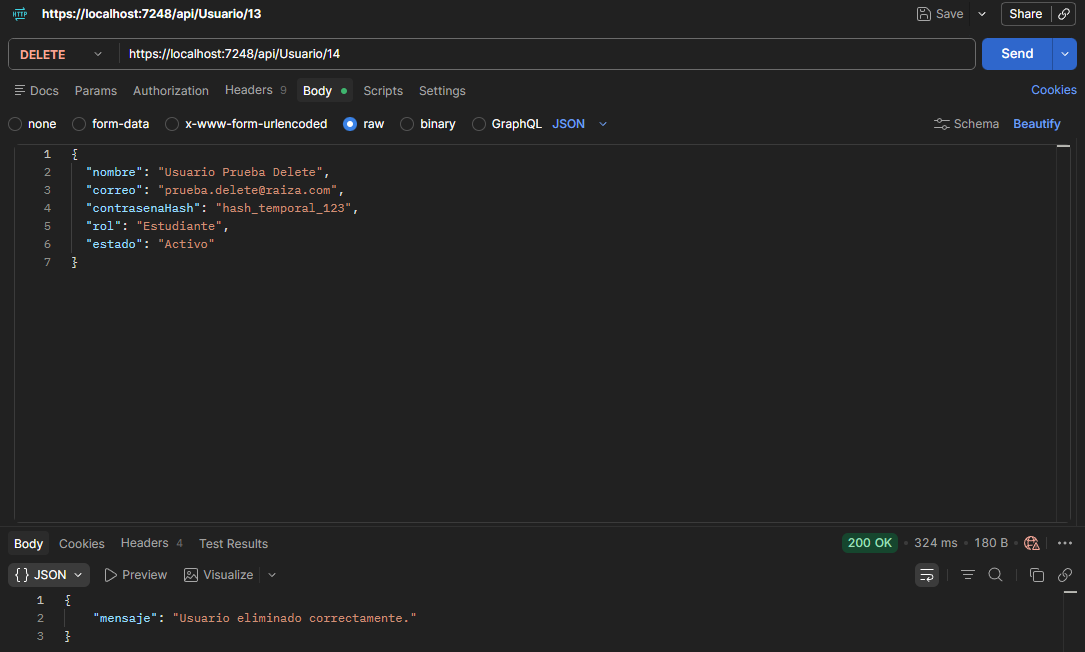 HTTP https://localhost:7248/api/Usuario/13 Save Share
DELETE https://localhost:7248/api/Usuario/14 Send
Docs Params Authorization Headers 9 Body Scripts Settings Cookies
none form-data x-www-form-urlencoded raw binary GraphQL JSON Schema Beautify
1 {
2 "nombre": "Usuario Prueba Delete",
3 "correo": "prueba.delete@raiza.com",
4 "contrasenaHash": "hash_temporal_123",
5 "rol": "Estudiante",
6 "estado": "Activo"
7 }
Body Cookies Headers 4 Test Results 200 OK 324 ms 180 B
{ } JSON Preview Visualize
1 {
2 "mensaje": "Usuario eliminado correctamente."
3 }